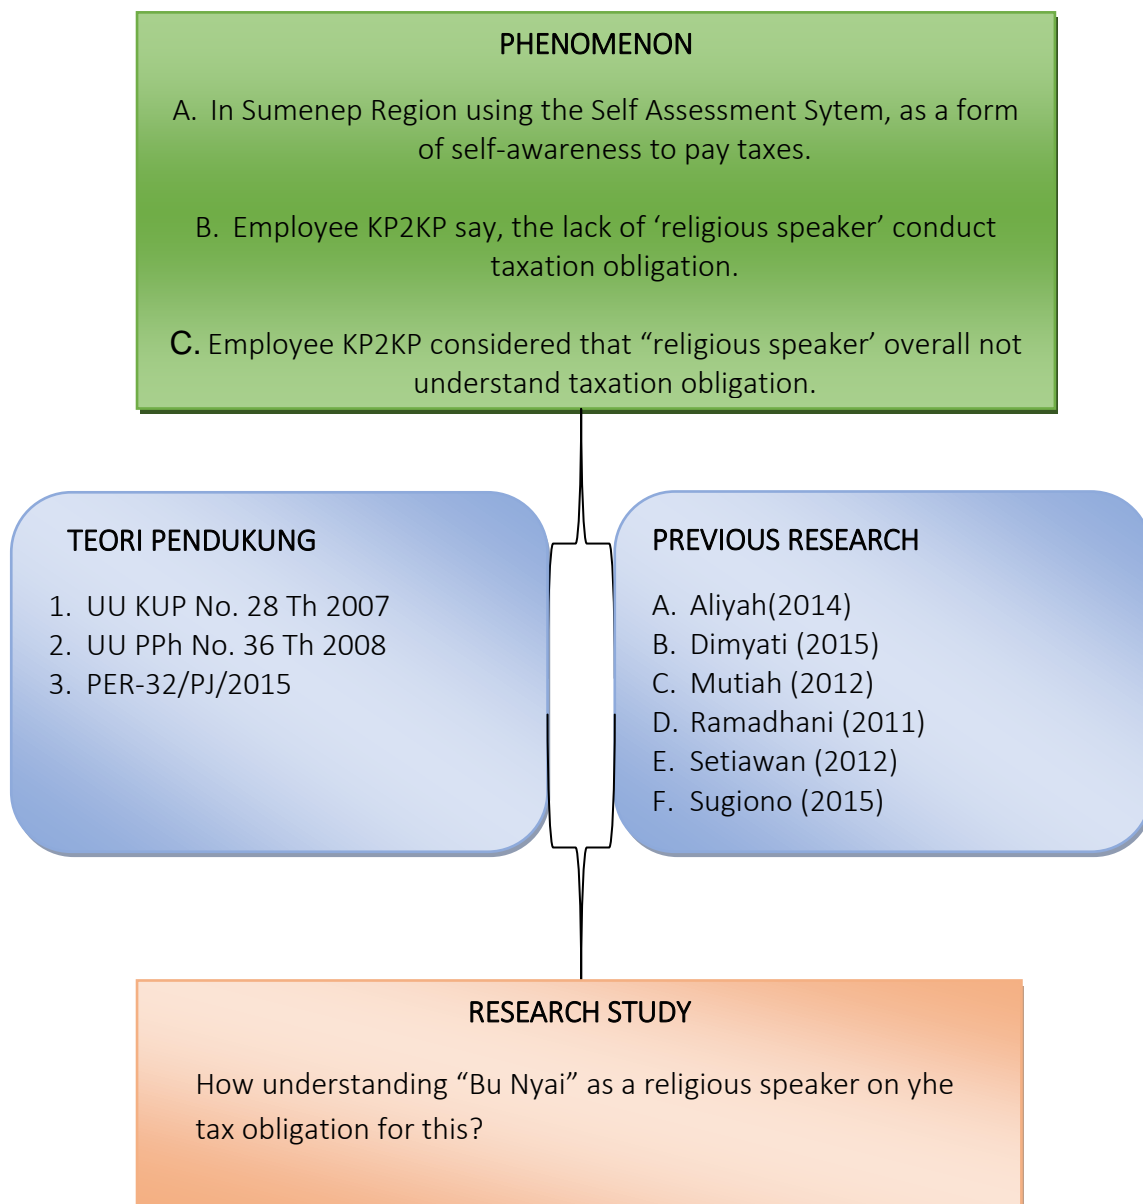 PHENOMENON
A. In Sumenep Region using the Self Assessment Sytem, as a form
of self-awareness to pay taxes.
B. Employee KP2KP say, the lack of ‘religious speaker’ conduct
taxation obligation.
C. Employee KP2KP considered that “religious speaker’ overall not
understand taxation obligation.
TEORI PENDUKUNG
1. UU KUP No. 28 Th 2007
2. UU PPh No. 36 Th 2008
3. PER-32/PJ/2015
PREVIOUS RESEARCH
A. Aliyah(2014)
B. Dimyati (2015)
C. Mutiah (2012)
D. Ramadhani (2011)
E. Setiawan (2012)
F. Sugiono (2015)
RESEARCH STUDY
How understanding “Bu Nyai” as a religious speaker on yhe
tax obligation for this?